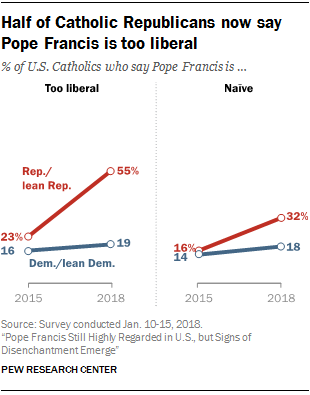 Half of Catholic Republicans now say
Pope Francis is too liberal
% of U.S. Catholics who say Pope Francis is ...
Too liberal
Naïve
Rep./
lean Rep.
55%
23%
16
19
Dem./lean Dem.
32%
16%
14
18
2015
2018
2015
2018
Source: Survey conducted Jan. 10-15, 2018.
"Pope Francis Still Highly Regarded in U.S., but Signs of
Disenchantment Emerge"
PEW RESEARCH CENTER